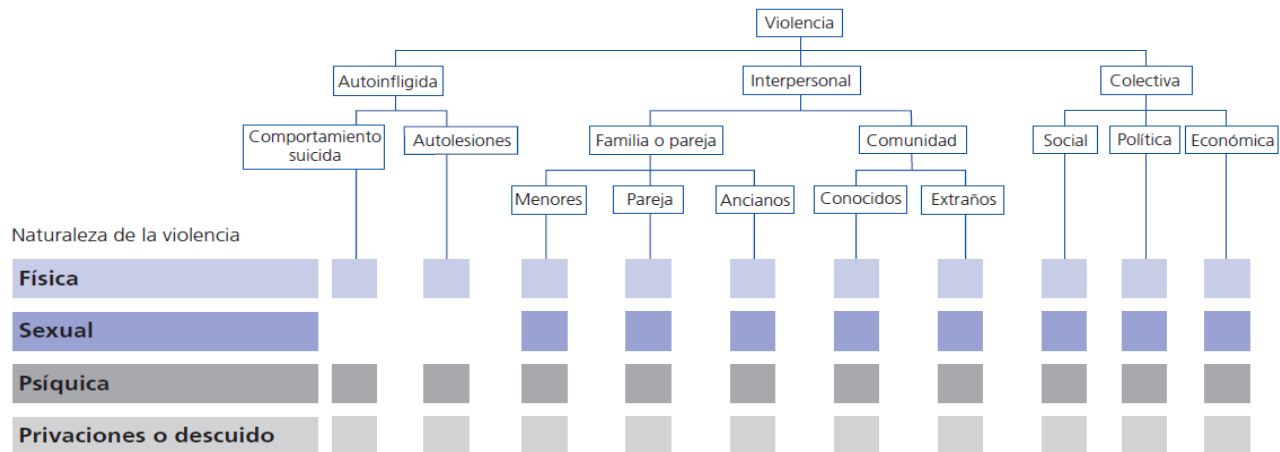 Violencia
Autoinfligida
Interpersonal
Colectiva
Comportamiento
suicida
Autolesiones
Familia o pareja
Comunidad
Social
Política
Económica
Menores
Pareja
Ancianos
Conocidos
Extraños
Naturaleza de la violencia
Física
Sexual
Psíquica
Privaciones o descuido